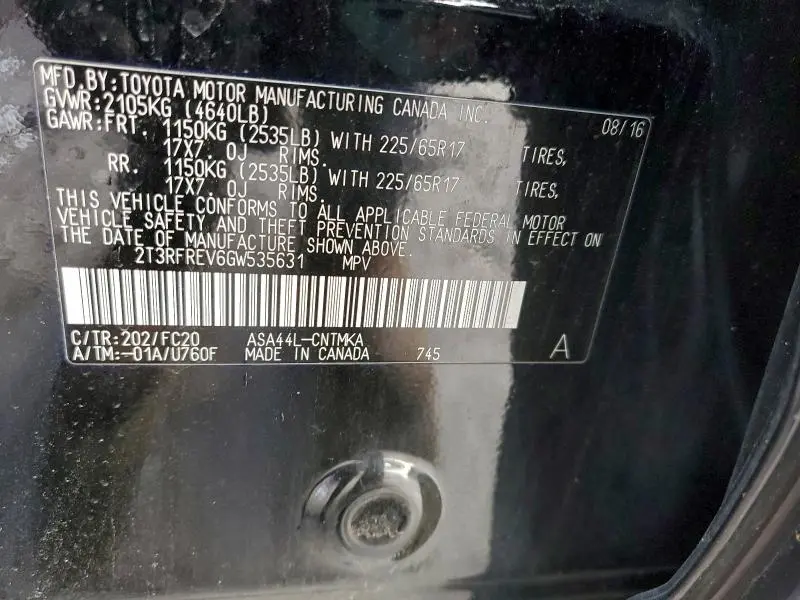 MFD.BY:TOYOTA MOTOR MANUFACTURING CANADA INC. 08/16
GVWR:2105KG (4640LB)
GAWR:FRT. 1150KG (2535LB) WITH 225/65R17 TIRES,
17X7.0J RIMS.
RR. 1150KG (2535LB) WITH 225/65R17 TIRES,
17X7.0J RIMS.
THIS VEHICLE CONFORMS TO ALL APPLICABLE FEDERAL MOTOR
VEHICLE SAFETY AND THEFT PREVENTION STANDARDS IN EFFECT ON
THE DATE OF MANUFACTURE SHOWN ABOVE.
2T3RFREV6GW535631 MPV
C/TR:202/FC20 ASA44L-CNTMKA
A/TM:-01A/U760F MADE IN CANADA 745 A